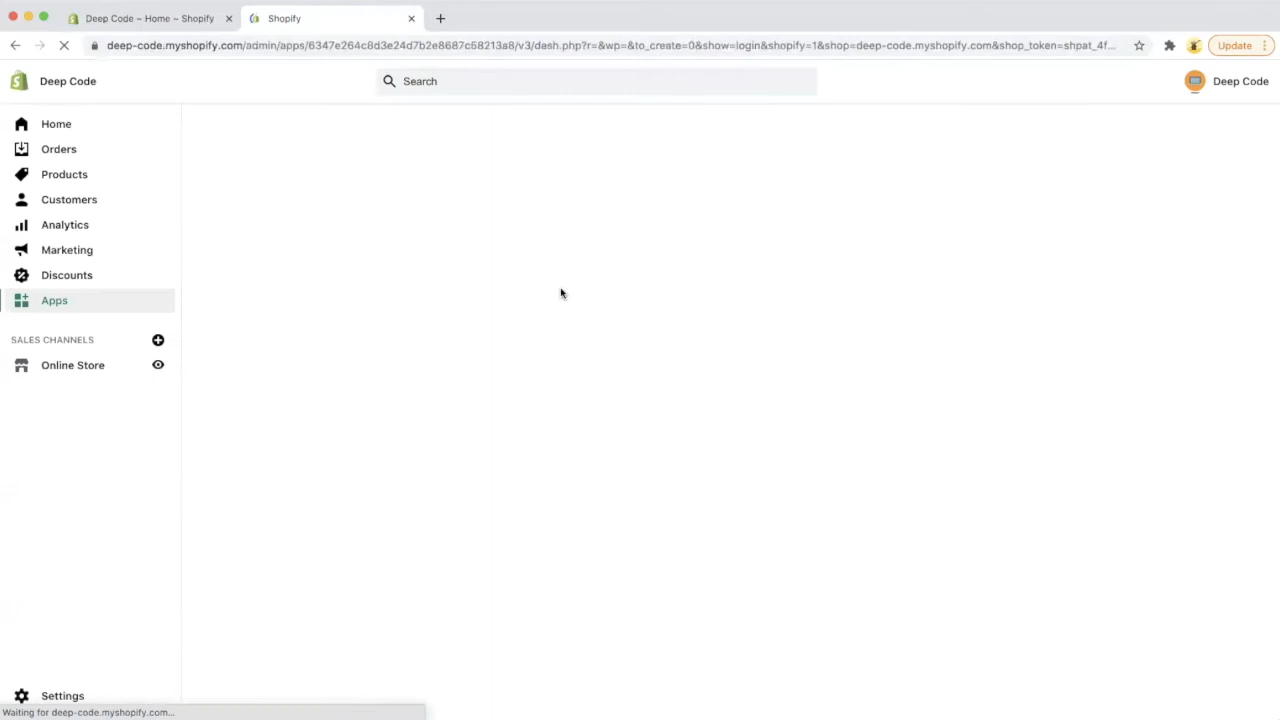 Deep Code ~ Home ~ Shopify
Shopify
deep-code.myshopify.com/admin/apps/6347e264c8d3e24d7b2e8687c58213a8/v3/dash.php?r=&wp=&to_create=0&show=login&shopify=1&shop=deep-code.myshopify.com&shop_token=shpat_4f...
Update
Deep Code
Search
Deep Code
Home
Orders
Products
Customers
Analytics
Marketing
Discounts
Apps
SALES CHANNELS
Online Store
Settings
Waiting for deep-code.myshopify.com...